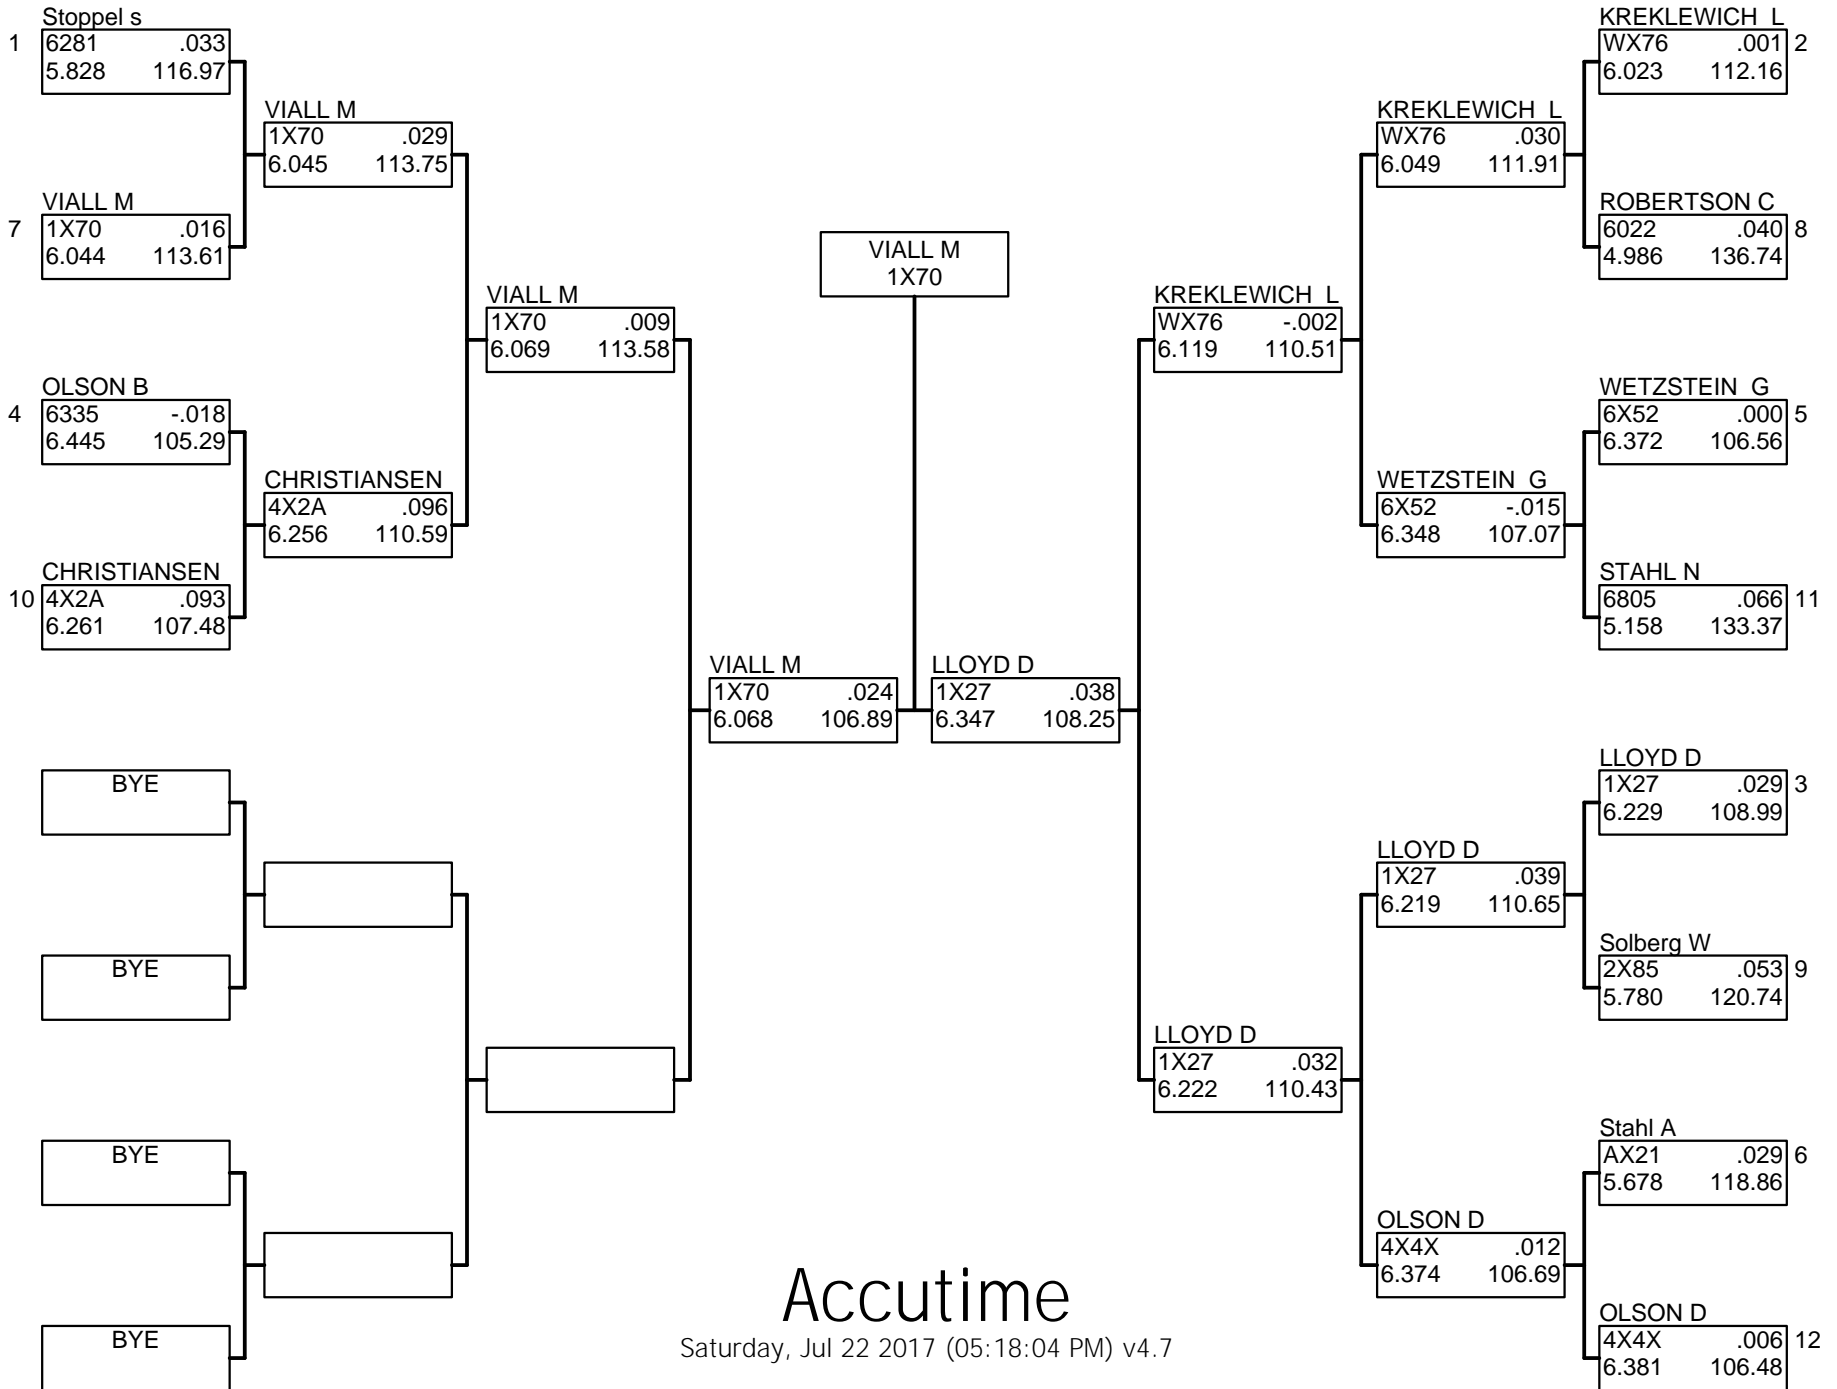 Stoppel s
1
6281 .033
5.828 116.97
VIALL M
7
1X70 .016
6.044 113.61
OLSON B
4
6335 -.018
6.445 105.29
CHRISTIANSEN
10
4X2A .093
6.261 107.48
BYE
BYE
BYE
BYE
VIALL M
1X70 .029
6.045 113.75
CHRISTIANSEN
4X2A .096
6.256 110.59
VIALL M
1X70 .009
6.069 113.58
VIALL M
1X70 .024
6.068 106.89
VIALL M
1X70
LLOYD D
1X27 .038
6.347 108.25
KREKLEWICH L
WX76 -.002
6.119 110.51
LLOYD D
1X27 .032
6.222 110.43
KREKLEWICH L
WX76 .030
6.049 111.91
WETZSTEIN G
6X52 -.015
6.348 107.07
LLOYD D
1X27 .039
6.219 110.65
OLSON D
4X4X .012
6.374 106.69
KREKLEWICH L
WX76 .001 2
6.023 112.16
ROBERTSON C
6022 .040 8
4.986 136.74
WETZSTEIN G
6X52 .000 5
6.372 106.56
STAHL N
6805 .066 11
5.158 133.37
LLOYD D
1X27 .029 3
6.229 108.99
Solberg W
2X85 .053 9
5.780 120.74
Stahl A
AX21 .029 6
5.678 118.86
OLSON D
4X4X .006 12
6.381 106.48
Accutime
Saturday, Jul 22 2017 (05:18:04 PM) v4.7